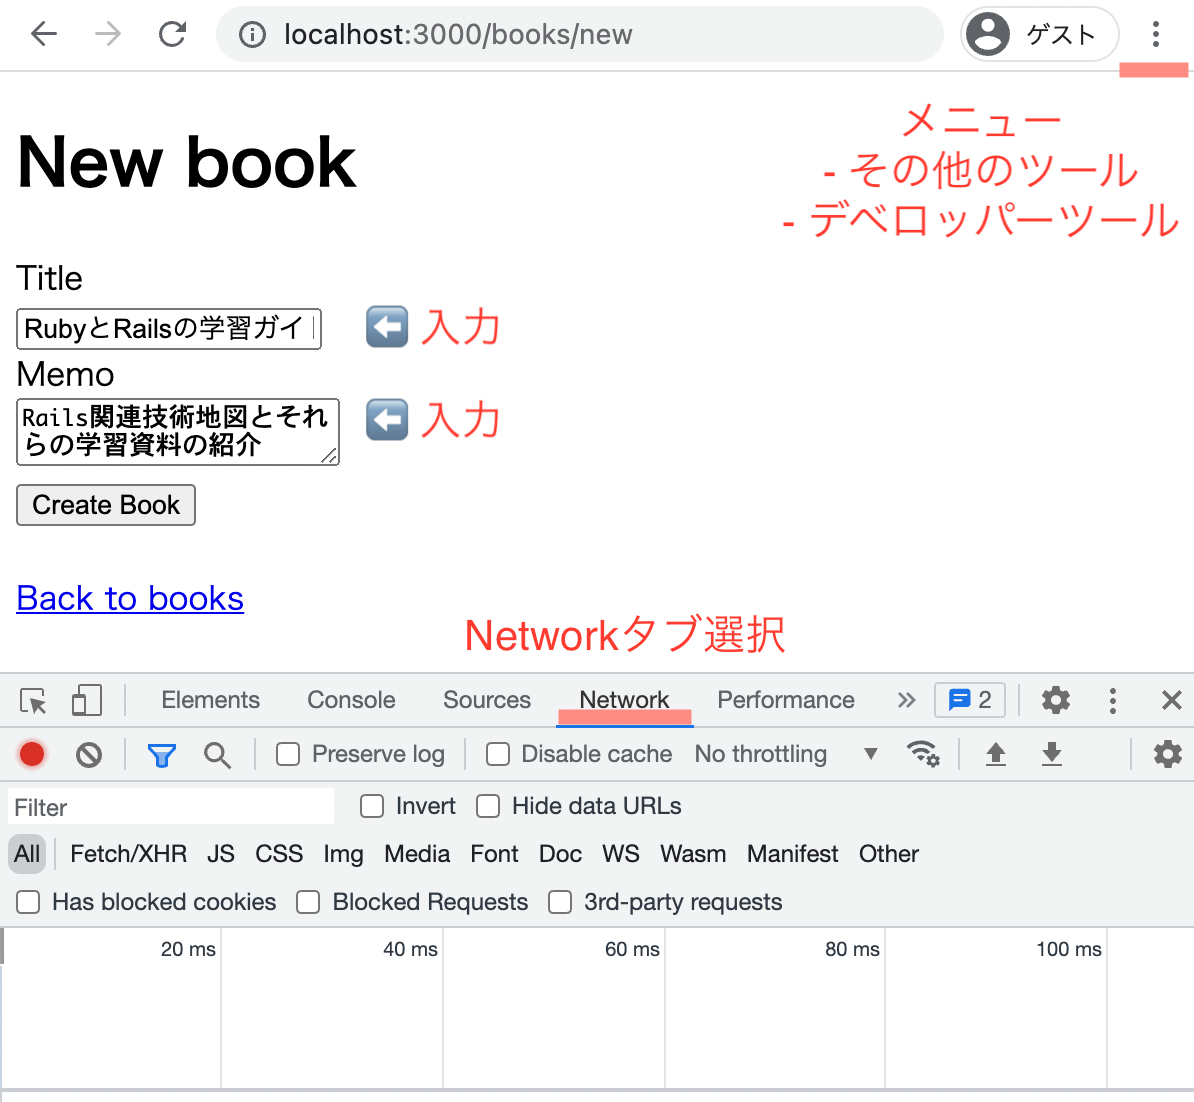 localhost:3000/books/new
ゲスト
メニュー
- その他のツール
- デベロッパーツール
New book
Title
RubyとRailsの学習ガイ
入力
Memo
Rails関連技術地図とそれ
らの学習資料の紹介
入力
Create Book
Back to books
Networkタブ選択
Elements Console Sources Network Performance 2
Preserve log Disable cache No throttling
Filter Invert Hide data URLs
All Fetch/XHR JS CSS Img Media Font Doc WS Wasm Manifest Other
Has blocked cookies Blocked Requests 3rd-party requests
20 ms 40 ms 60 ms 80 ms 100 ms